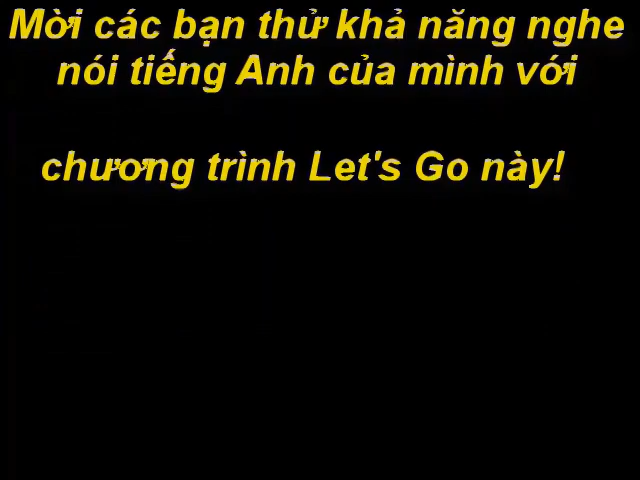 Mời các bạn thử khả năng nghe
nói tiếng Anh của mình với
chương trình Let's Go này!